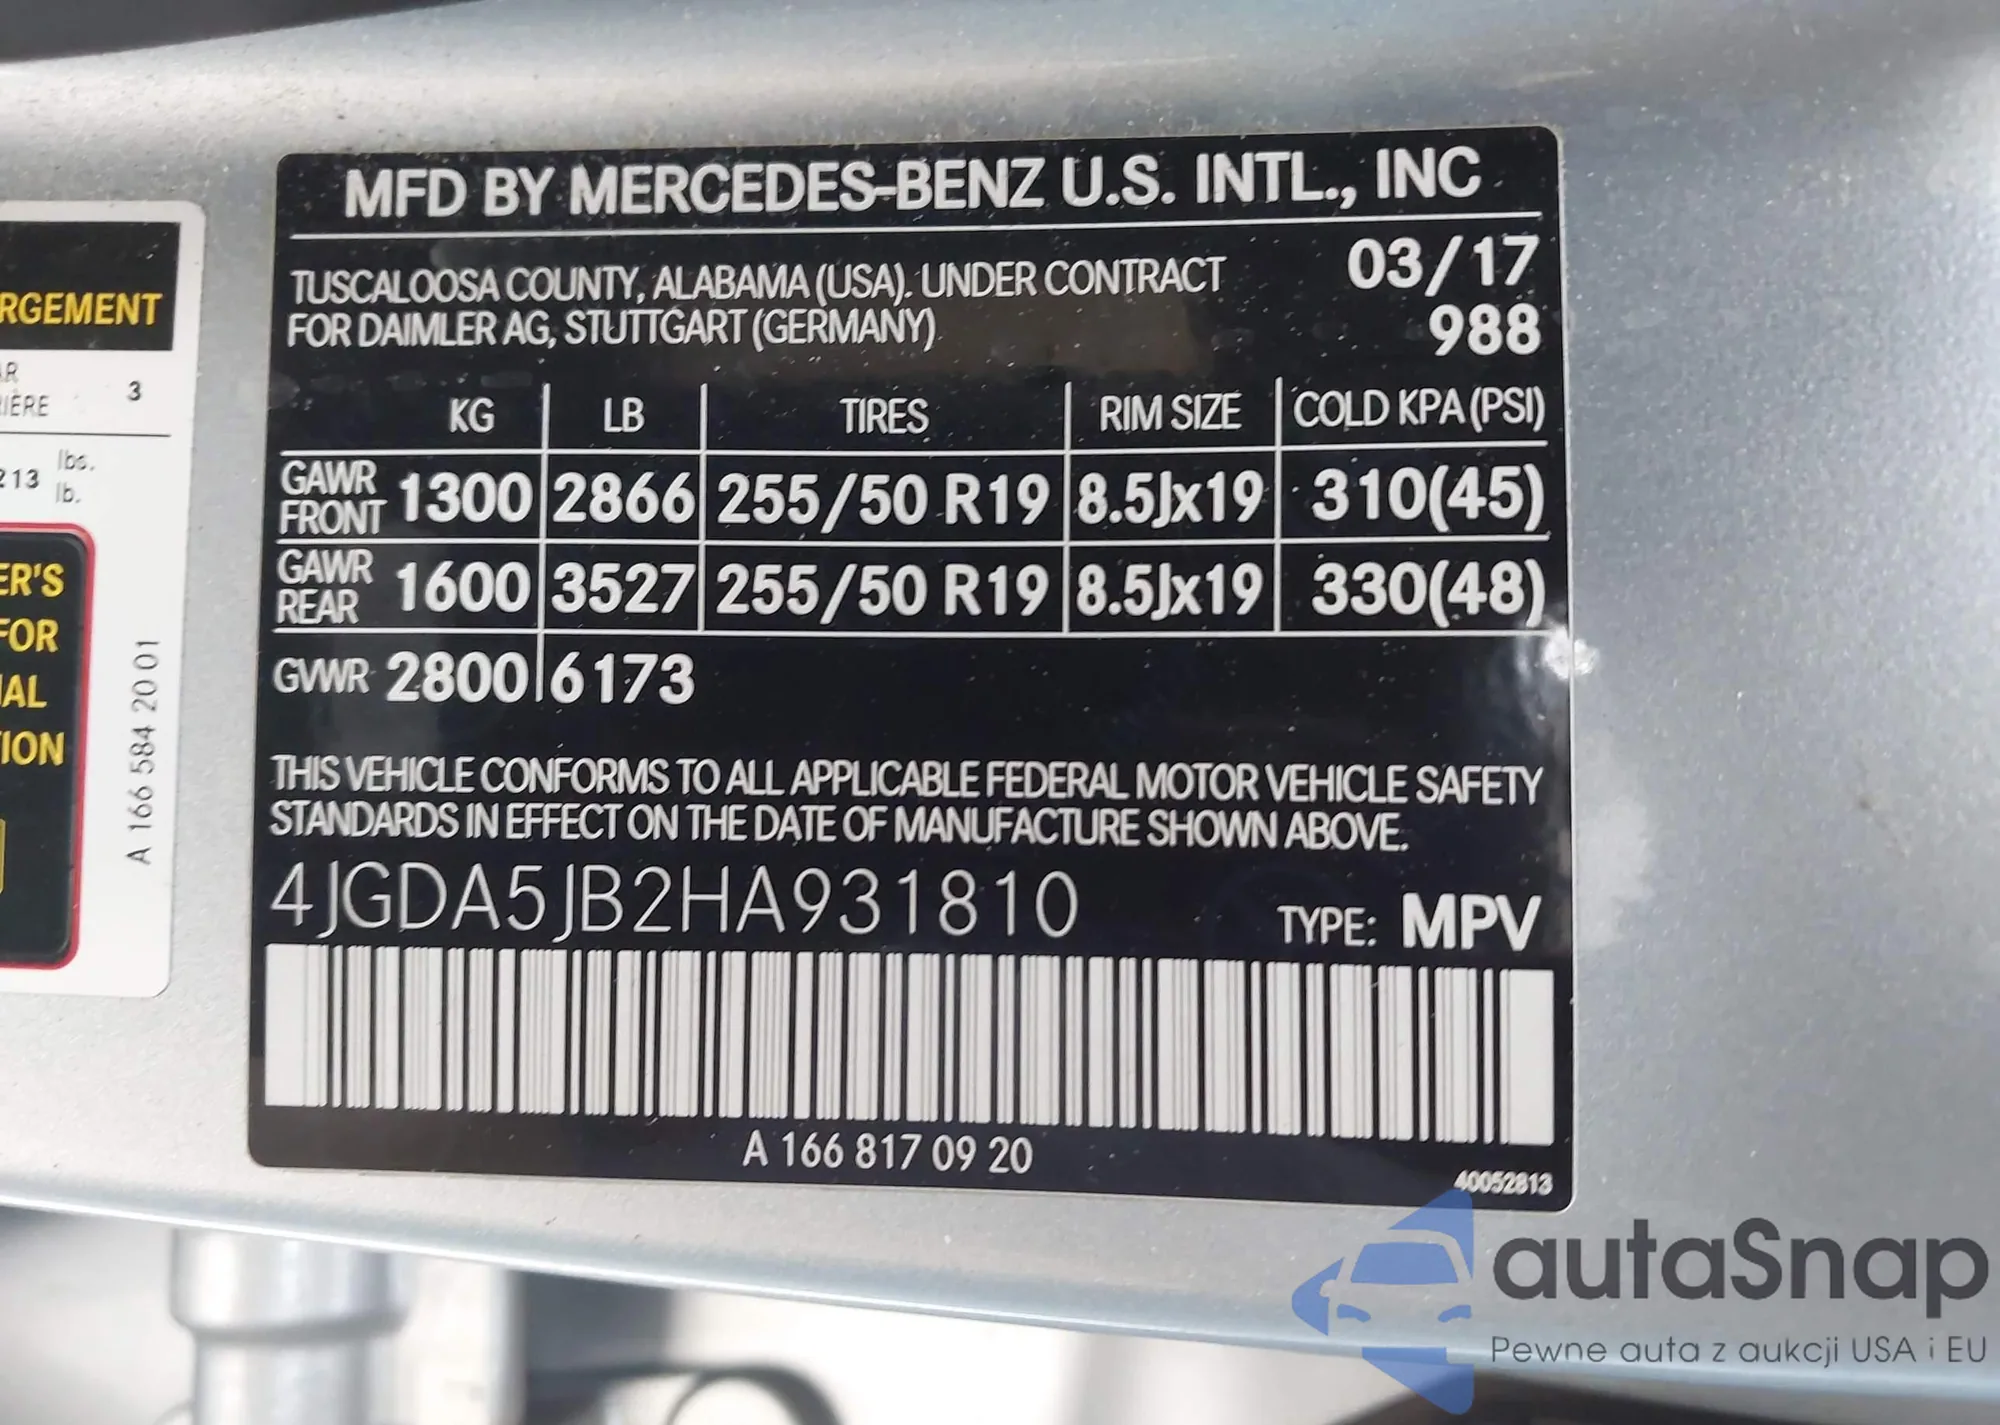 MFD BY MERCEDES-BENZ U.S. INTL., INC
TUSCALOOSA COUNTY, ALABAMA (USA). UNDER CONTRACT 03/17
FOR DAIMLER AG, STUTTGART (GERMANY) 988
KG LB TIRES RIM SIZE COLD KPA (PSI)
GAWR FRONT 1300 2866 255/50 R19 8.5Jx19 310(45)
GAWR REAR 1600 3527 255/50 R19 8.5Jx19 330(48)
GVWR 2800 6173
THIS VEHICLE CONFORMS TO ALL APPLICABLE FEDERAL MOTOR VEHICLE SAFETY
STANDARDS IN EFFECT ON THE DATE OF MANUFACTURE SHOWN ABOVE.
4JGDA5JB2HA931810 TYPE: MPV
A 166 817 09 20
40052813
RGEMENT
3
213 lbs.
lb.
ER'S
FOR
A 166 584 20 01
autaSnap
Pewne auta z aukcji USA i EU